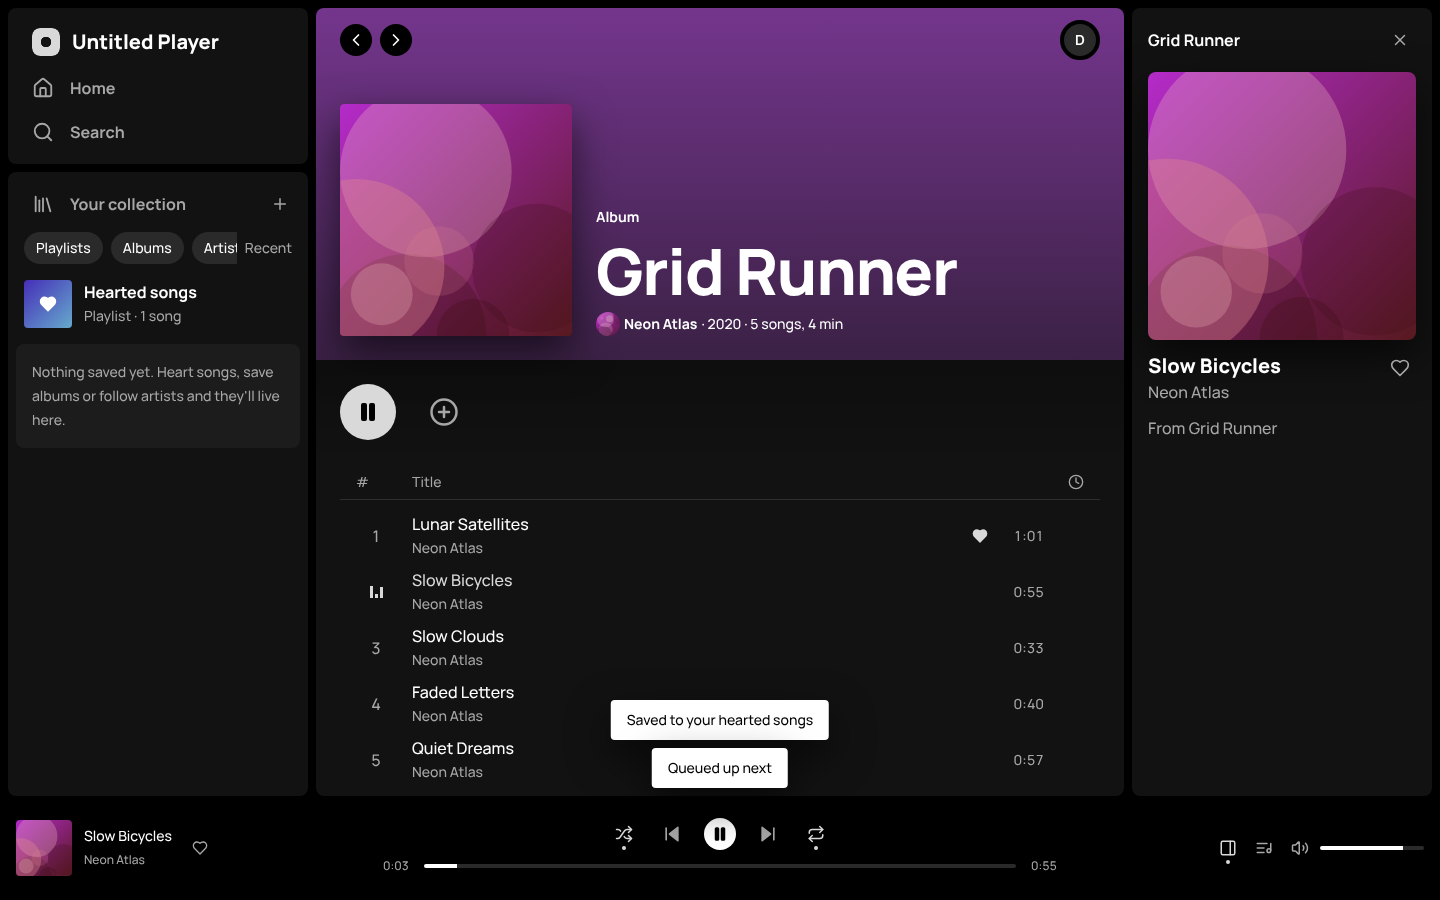 Untitled Player
Home
Search
Your collection
Playlists
Albums
Artist
Recent
Hearted songs
Playlist · 1 song
Nothing saved yet. Heart songs, save
albums or follow artists and they'll live
here.
D
Album
Grid Runner
Neon Atlas · 2020 · 5 songs, 4 min
# Title
1 Lunar Satellites 1:01
Neon Atlas
Slow Bicycles 0:55
Neon Atlas
3 Slow Clouds 0:33
Neon Atlas
4 Faded Letters 0:40
Neon Atlas
5 Quiet Dreams 0:57
Neon Atlas
Saved to your hearted songs
Queued up next
Grid Runner
Slow Bicycles
Neon Atlas
From Grid Runner
Slow Bicycles
Neon Atlas
0:03
0:55